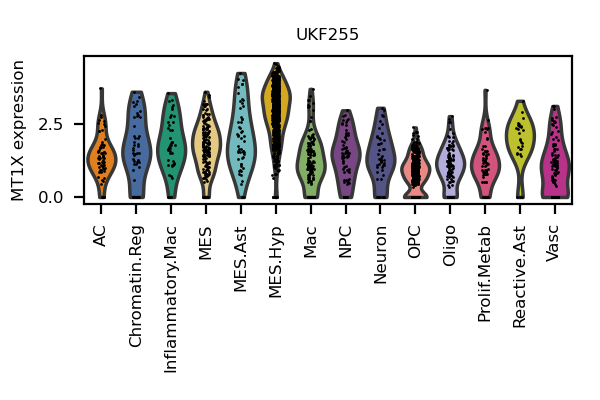 UKF255
MT1X expression
2.5
0.0
AC
Chromatin.Reg
Inflammatory.Mac
MES
MES.Ast
MES.Hyp
Mac
NPC
Neuron
OPC
Oligo
Prolif.Metab
Reactive.Ast
Vasc